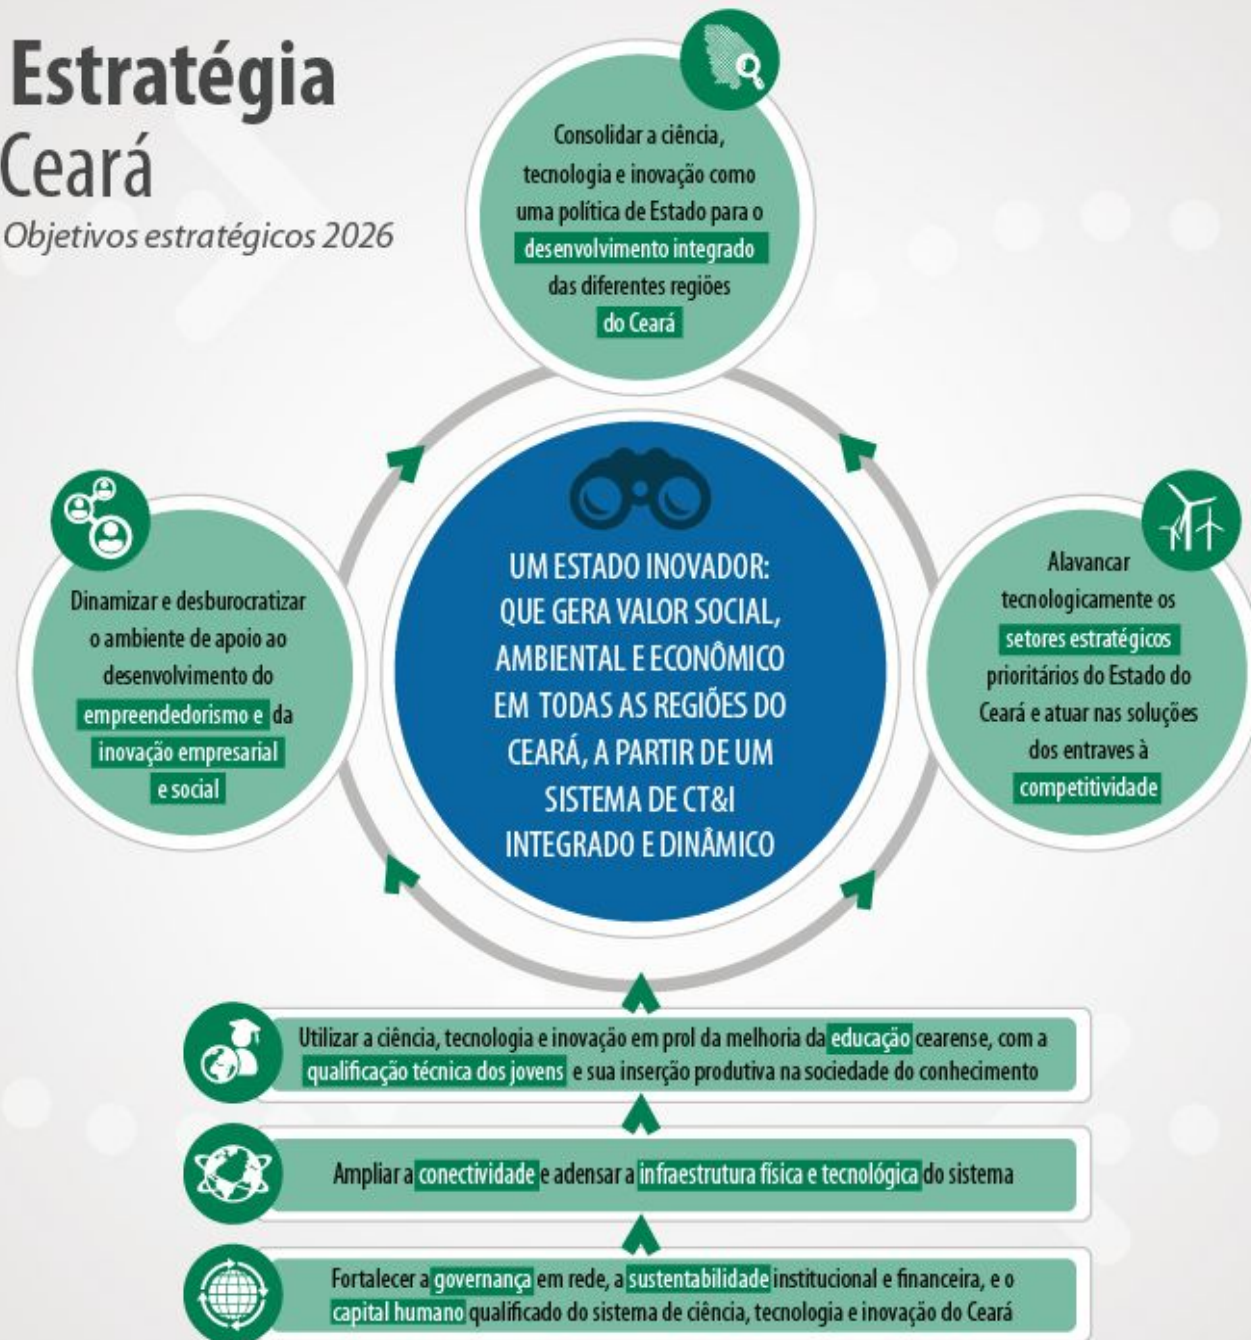 Estratégia
Ceará
Objetivos estratégicos 2026
Consolidar a ciência,
tecnologia e inovação como
uma política de Estado para o
desenvolvimento integrado
das diferentes regiões
do Ceará
Dinamizar e desburocratizar
o ambiente de apoio ao
desenvolvimento do
empreendedorismo e da
inovação empresarial
e social
UM ESTADO INOVADOR:
QUE GERA VALOR SOCIAL,
AMBIENTAL E ECONÔMICO
EM TODAS AS REGIÕES DO
CEARÁ, A PARTIR DE UM
SISTEMA DE CT&I
INTEGRADO E DINÂMICO
Alavancar
tecnologicamente os
setores estratégicos
prioritários do Estado do
Ceará e atuar nas soluções
dos entraves à
competitividade
Utilizar a ciência, tecnologia e inovação em prol da melhoria da educação cearense, com a
qualificação técnica dos jovens e sua inserção produtiva na sociedade do conhecimento
Ampliar a conectividade e adensar a infraestrutura física e tecnológica do sistema
Fortalecer a governança em rede, a sustentabilidade institucional e financeira, e o
capital humano qualificado do sistema de ciência, tecnologia e inovação do Ceará